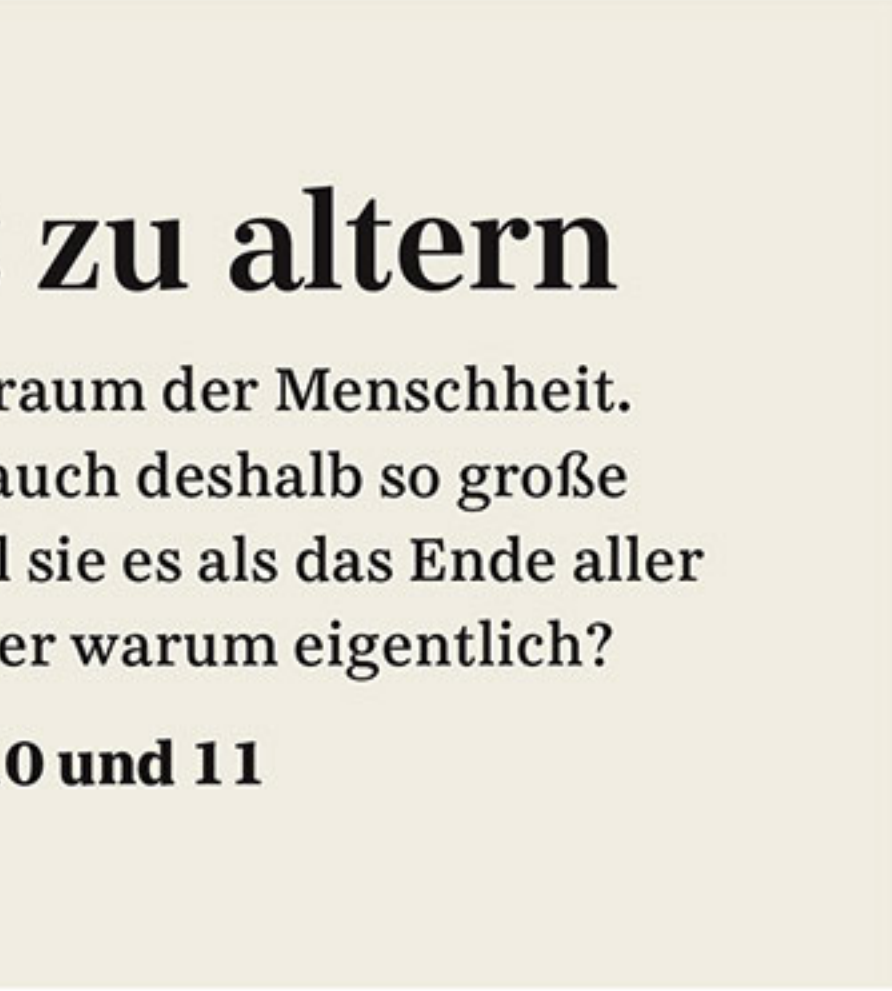 zu altern
raum der Menschheit.
auch deshalb so große
sie es als das Ende aller
er warum eigentlich?
0 und 11